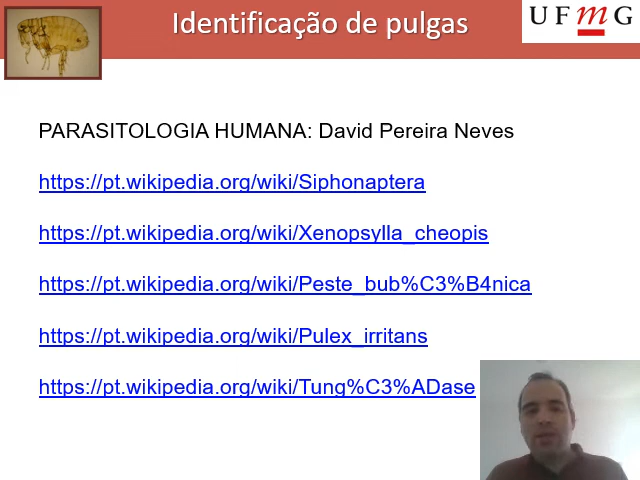 Identificação de pulgas
UFmG
PARASITOLOGIA HUMANA: David Pereira Neves
https://pt.wikipedia.org/wiki/Siphonaptera
https://pt.wikipedia.org/wiki/Xenopsylla_cheopis
https://pt.wikipedia.org/wiki/Peste_bub%C3%B4nica
https://pt.wikipedia.org/wiki/Pulex_irritans
https://pt.wikipedia.org/wiki/Tung%C3%ADase